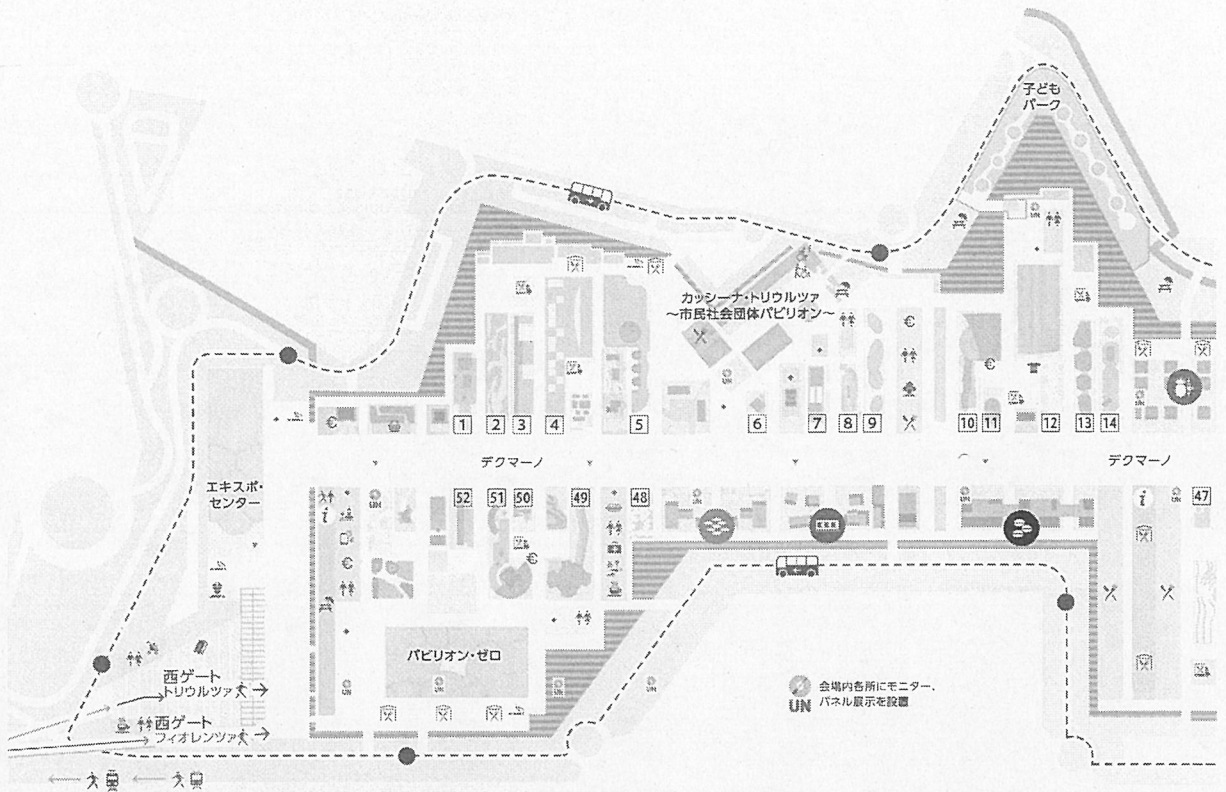 子ども
パーク
カッシーナ・トリウルツァ
～市民社会団体パビリオン～
€
UN
1
2
3
4
5
6
7
8
9
10
11
12
13
14
デクマーノ
デクマーノ
エキスポ・
センター
52
51
50
49
48
47
パビリオン・ゼロ
西ゲート
トリウルツァ
西ゲート
フィオレンツァ
会場内各所にモニター、
UN パネル展示を設置